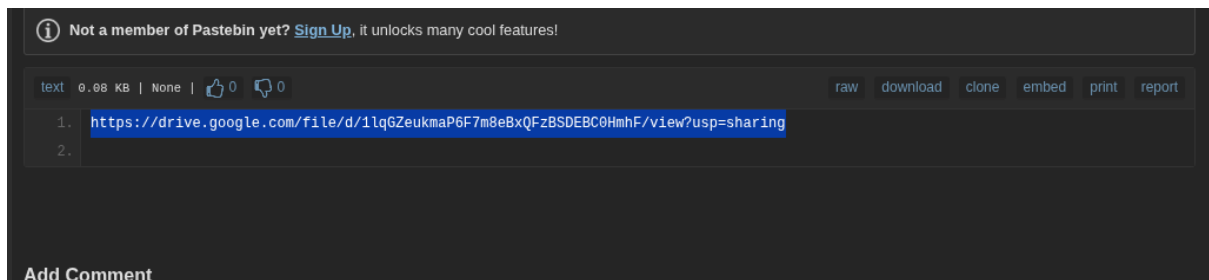 Not a member of Pastebin yet? Sign Up, it unlocks many cool features!
text 0.08 KB | None | 0 0 raw download clone embed print report
1. https://drive.google.com/file/d/1lqGZeukmaP6F7m8eBxQFzBSDEBC0HmhF/view?usp=sharing
2.
Add Comment